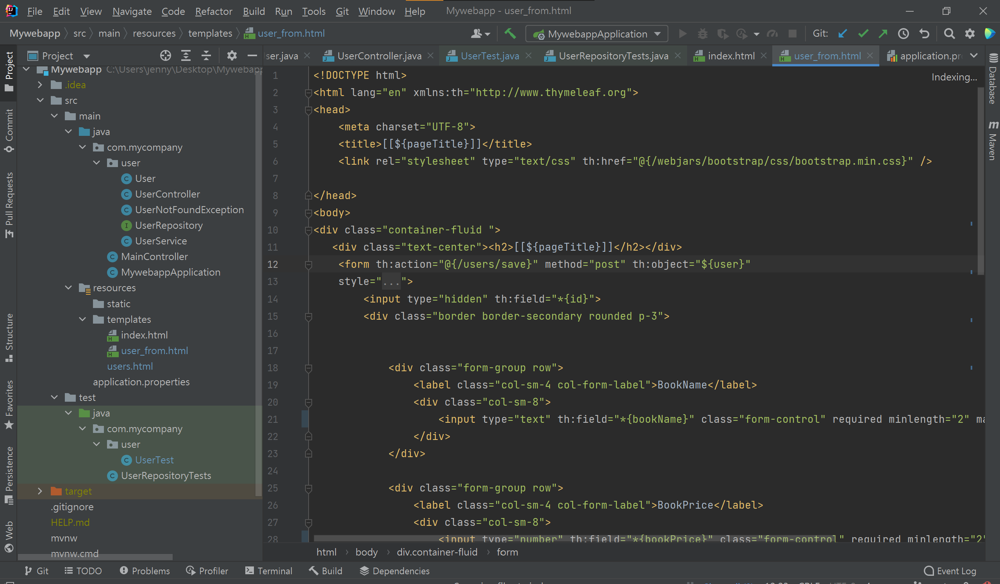 File Edit View Navigate Code Refactor Build Run Tools Git Window Help Mywebapp - user_from.html
Mywebapp src main resources templates user_from.html MywebappApplication Git:
Project
ser.java UserController.java UserTest.java UserRepositoryTests.java index.html user_from.html application.pr
Mywebapp C:\Users\jenny\Desktop\Mywebapp
.idea
src
main
java
com.mycompany
user
User
UserController
UserNotFoundException
UserRepository
UserService
MainController
MywebappApplication
resources
static
templates
index.html
user_from.html
users.html
application.properties
test
java
com.mycompany
user
UserTest
UserRepositoryTests
target
.gitignore
HELP.md
mvnw
mvnw.cmd
Project
Commit
Pull Requests
Structure
Favorites
Persistence
Web
Indexing...
1 <!DOCTYPE html>
2 <html lang="en" xmlns:th="http://www.thymeleaf.org">
3 <head>
4 <meta charset="UTF-8">
5 <title>[[${pageTitle}]]</title>
6 <link rel="stylesheet" type="text/css" th:href="@{/webjars/bootstrap/css/bootstrap.min.css}" />
7
8 </head>
9 <body>
10 <div class="container-fluid ">
11 <div class="text-center"><h2>[[${pageTitle}]]</h2></div>
12 <form th:action="@{/users/save}" method="post" th:object="${user}"
13 style="...">
14 <input type="hidden" th:field="*{id}">
15 <div class="border border-secondary rounded p-3">
16
17
18 <div class="form-group row">
19 <label class="col-sm-4 col-form-label">BookName</label>
20 <div class="col-sm-8">
21 <input type="text" th:field="*{bookName}" class="form-control" required minlength="2" ma
22 </div>
23 </div>
24
25 <div class="form-group row">
26 <label class="col-sm-4 col-form-label">BookPrice</label>
27 <div class="col-sm-8">
28 <input type="number" th:field="*{bookPrice}" class="form-control" required minlength="2"
html body div.container-fluid form
Database
m Maven
Git TODO Problems Profiler Terminal Build Dependencies Event Log